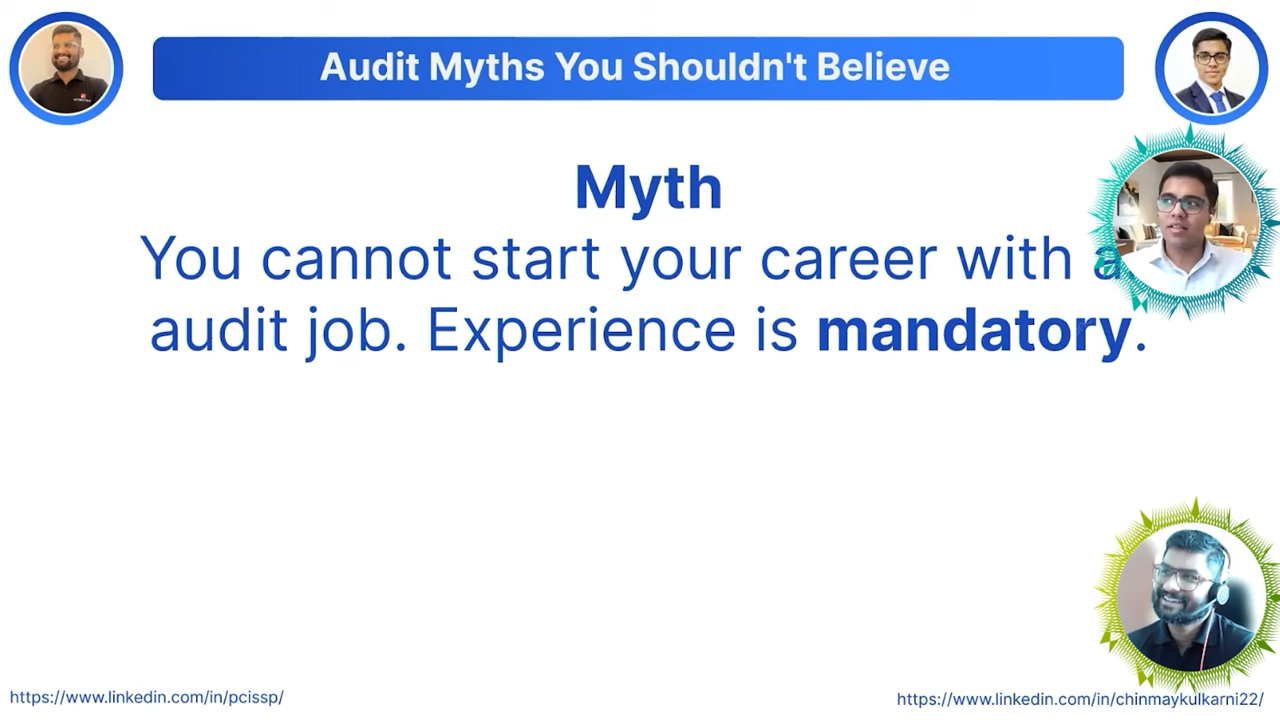 Audit Myths You Shouldn't Believe
Myth
You cannot start your career with
audit job. Experience is mandatory.
https://www.linkedin.com/in/pcissp/
https://www.linkedin.com/in/chinmaykulkarni22/